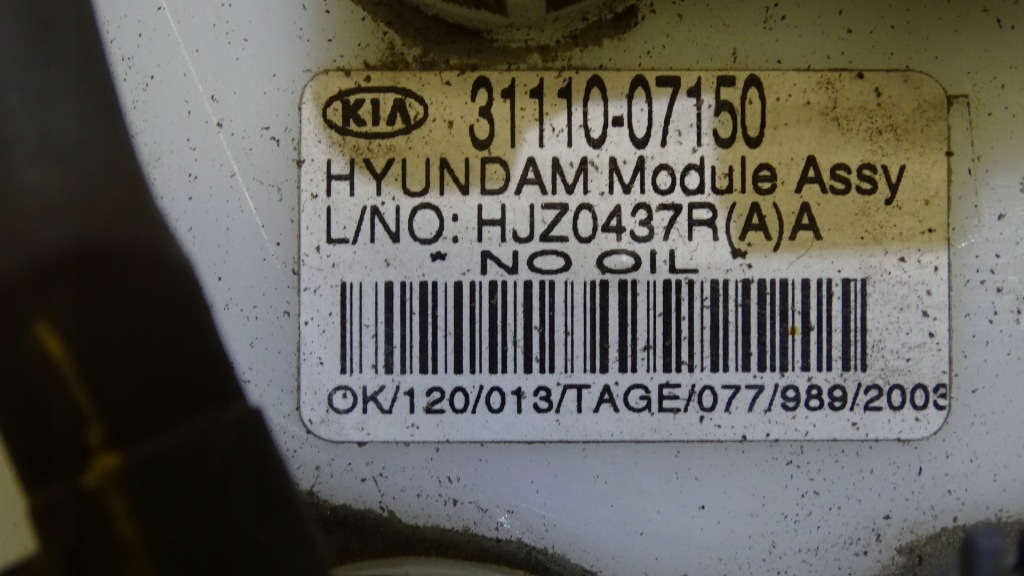 KIA 31110-07150
HYUNDAM Module Assy
L/NO: HJZ0437R(A)A
* NO OIL *
OK/120/013/TAGE/077/989/2003